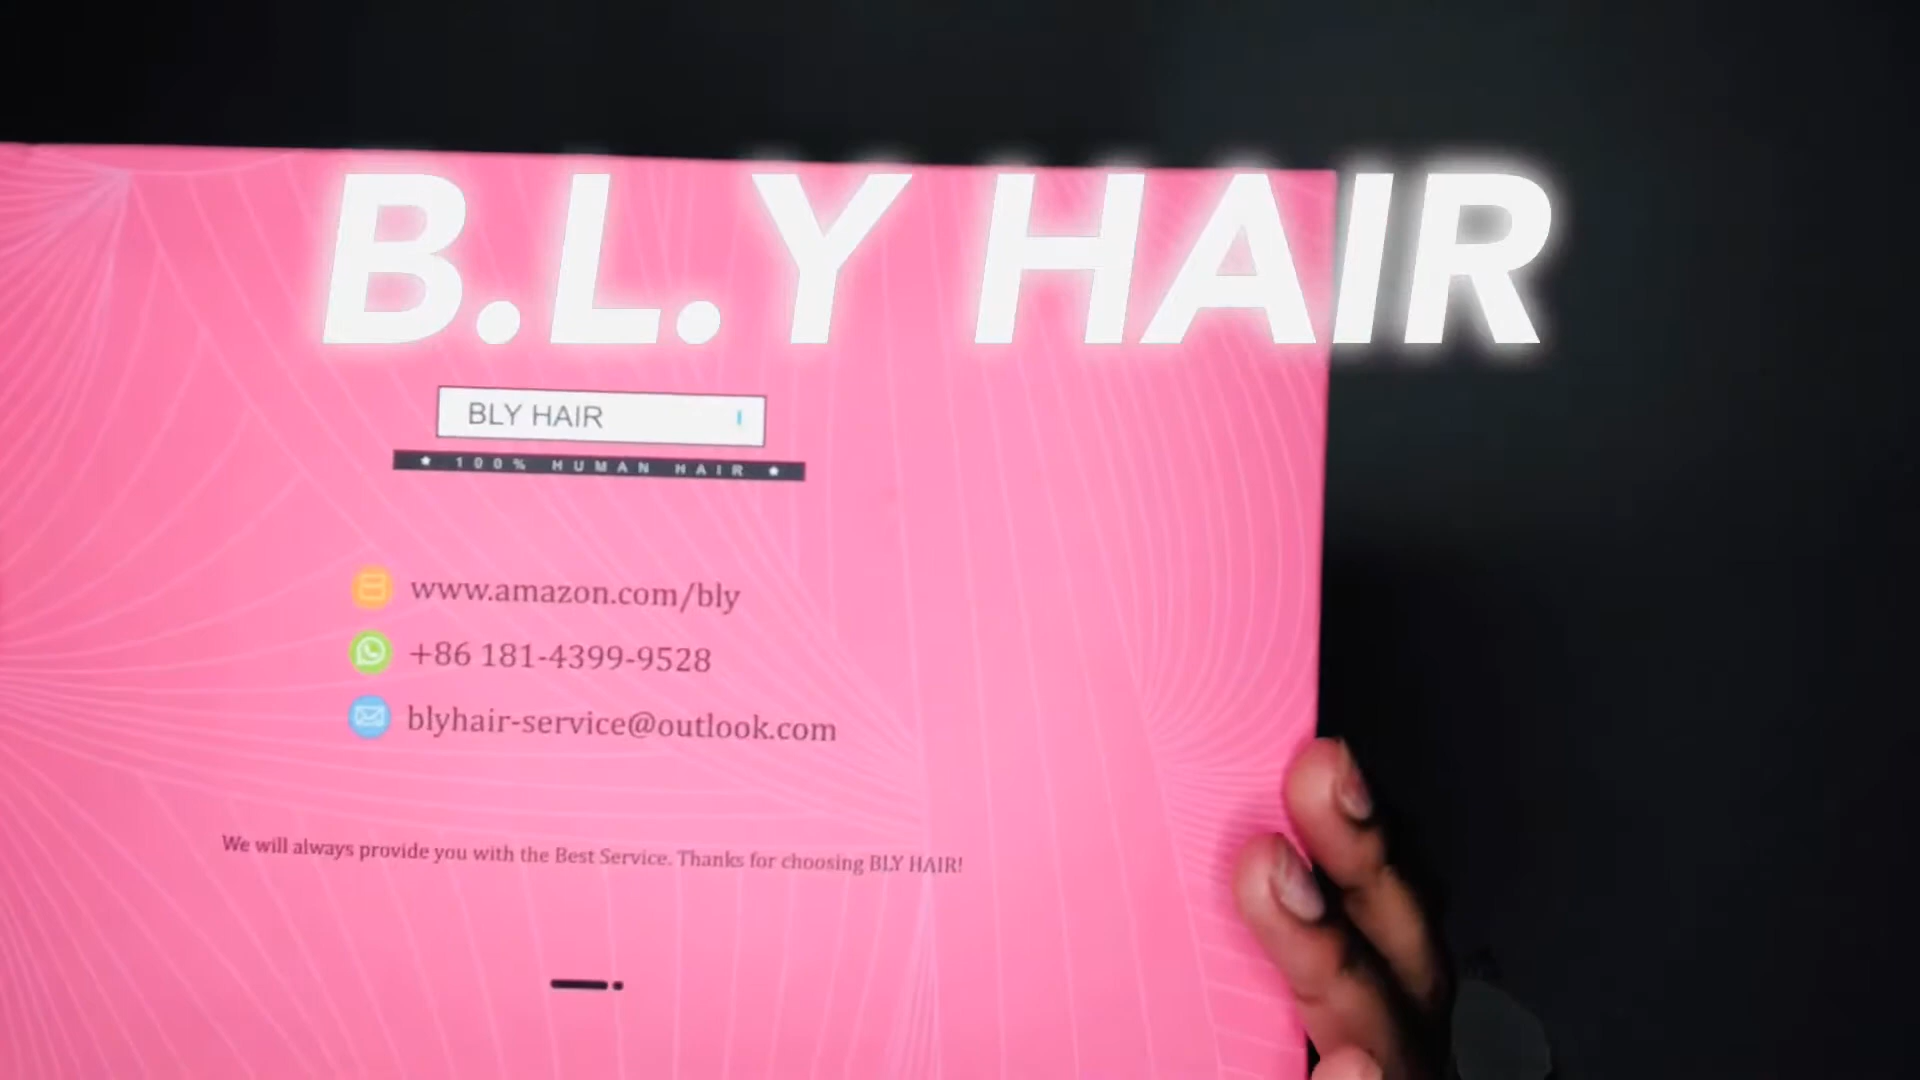 B.L.Y HAIR
BLY HAIR
★ 100% HUMAN HAIR ★
www.amazon.com/bly
+86 181-4399-9528
blyhair-service@outlook.com
We will always provide you with the Best Service. Thanks for choosing BLY HAIR!